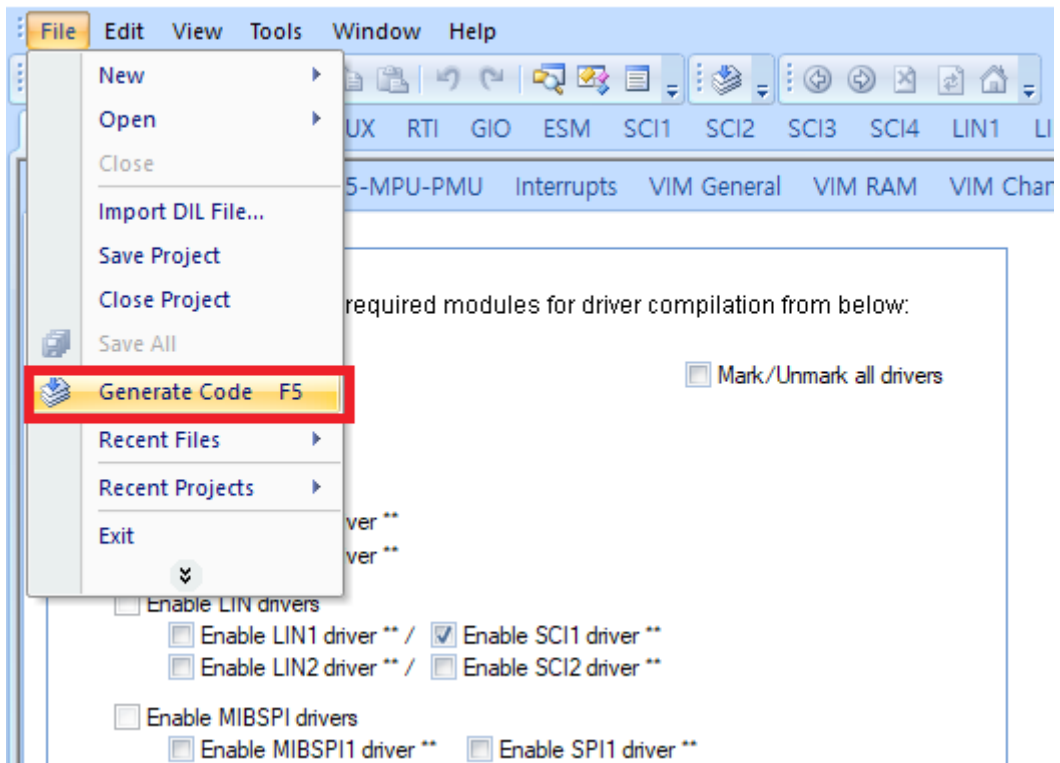 File Edit View Tools Window Help
New
Open
UX RTI GIO ESM SCI1 SCI2 SCI3 SCI4 LIN1 LI
Close
5-MPU-PMU Interrupts VIM General VIM RAM VIM Char
Import DIL File...
Save Project
Close Project
required modules for driver compilation from below:
Save All
Mark/Unmark all drivers
Generate Code F5
Recent Files
Recent Projects
ver **
Exit
ver **
Enable LIN drivers
Enable LIN1 driver ** / Enable SCI1 driver **
Enable LIN2 driver ** / Enable SCI2 driver **
Enable MIBSPI drivers
Enable MIBSPI1 driver ** Enable SPI1 driver **